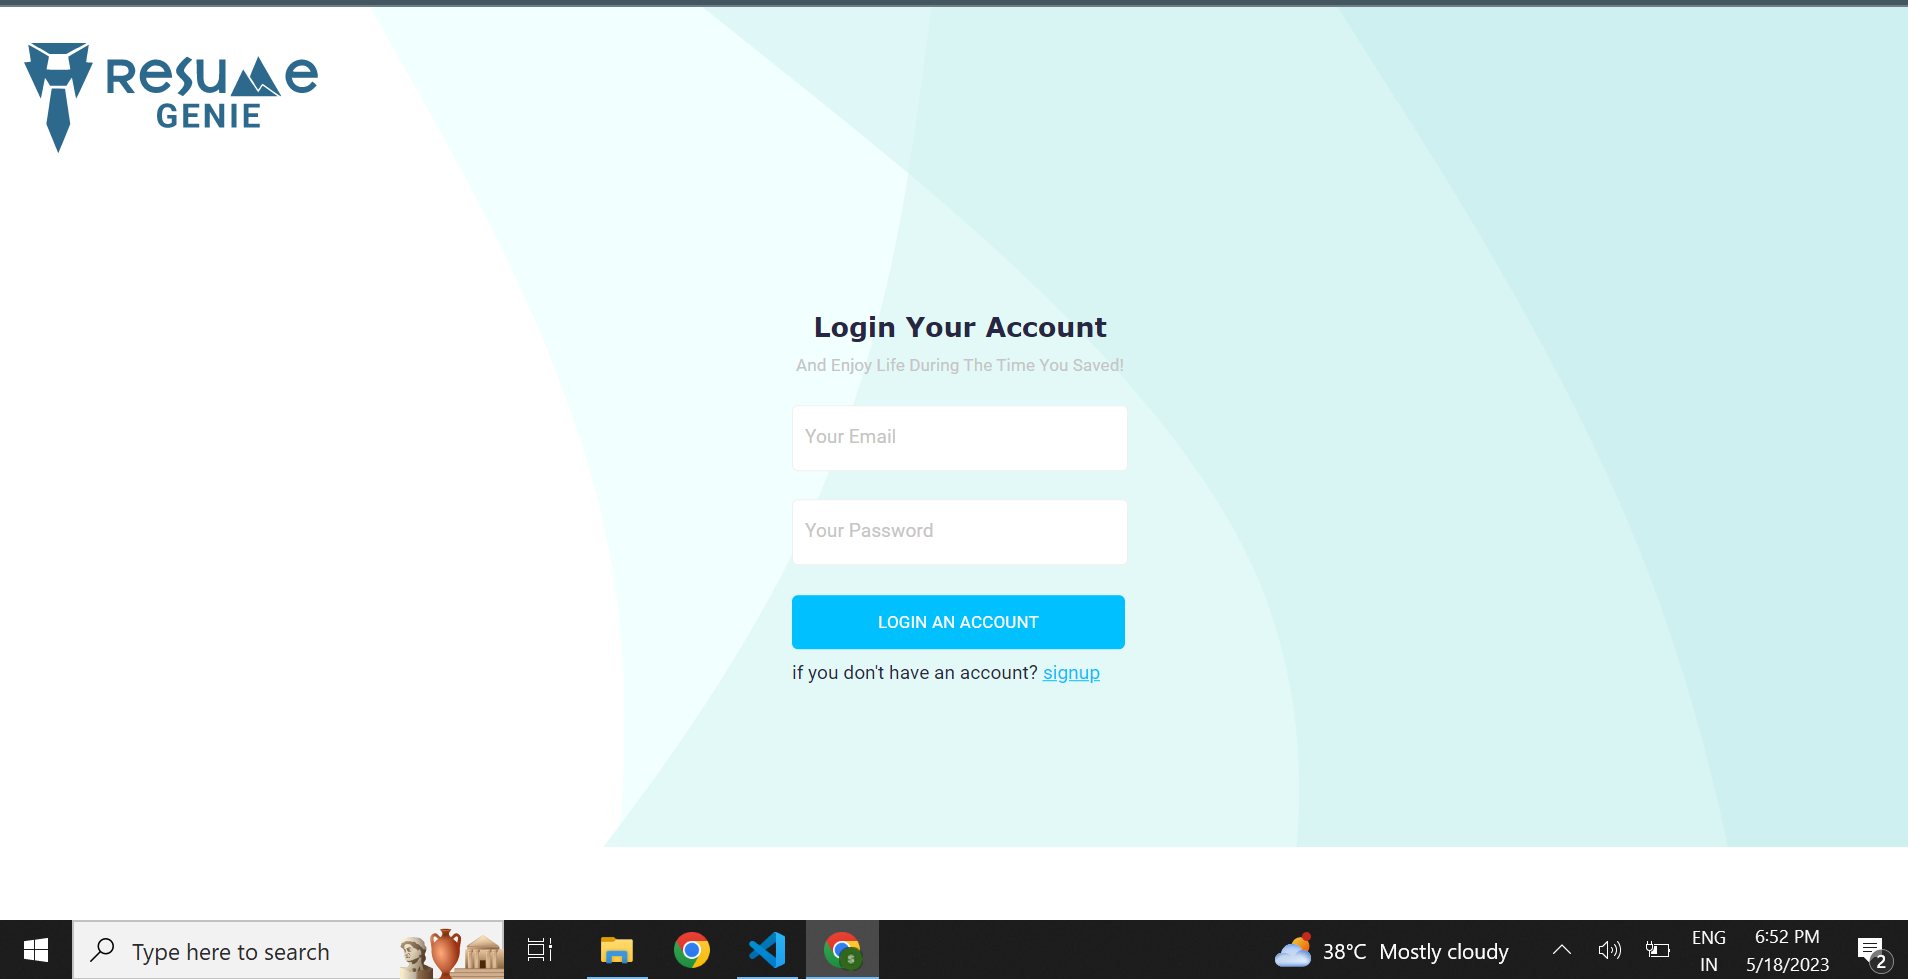 Resume
GENIE
Login Your Account
And Enjoy Life During The Time You Saved!
Your Email
Your Password
LOGIN AN ACCOUNT
if you don't have an account? signup
Type here to search
38°C Mostly cloudy
ENG
IN
6:52 PM
5/18/2023
2